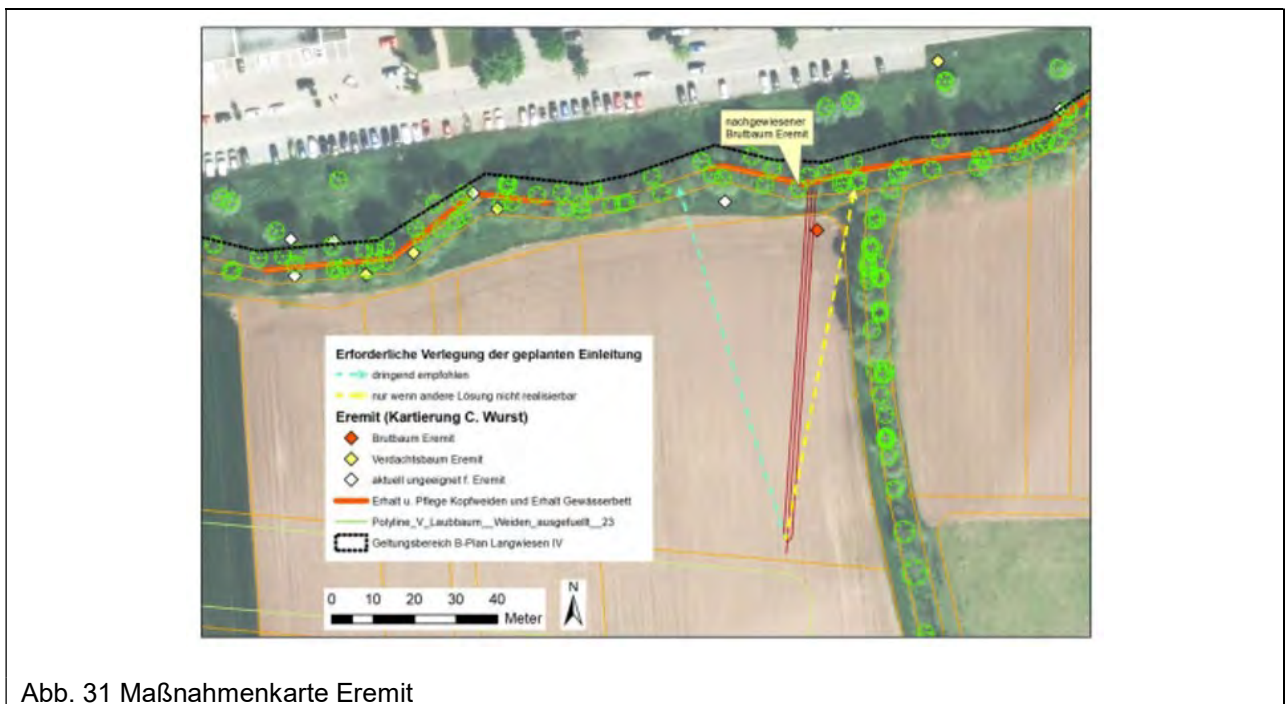 nachgewiesener
Brutbaum Eremit
Erforderliche Verlegung der geplanten Einleitung
dringend empfohlen
nur wenn andere Lösung nicht realisierbar
Eremit (Kartierung C. Wurst)
Brutbaum Eremit
Verdachtsbaum Eremit
aktuell ungeeignet f. Eremit
Erhalt u. Pflege Kopfweiden und Erhalt Gewässerbett
Polyline_V_Laubbaum__Weiden_ausgefuellt__23
Geltungsbereich B-Plan Langwiesen IV
0 10 20 30 40
Meter
N
Abb. 31 Maßnahmenkarte Eremit